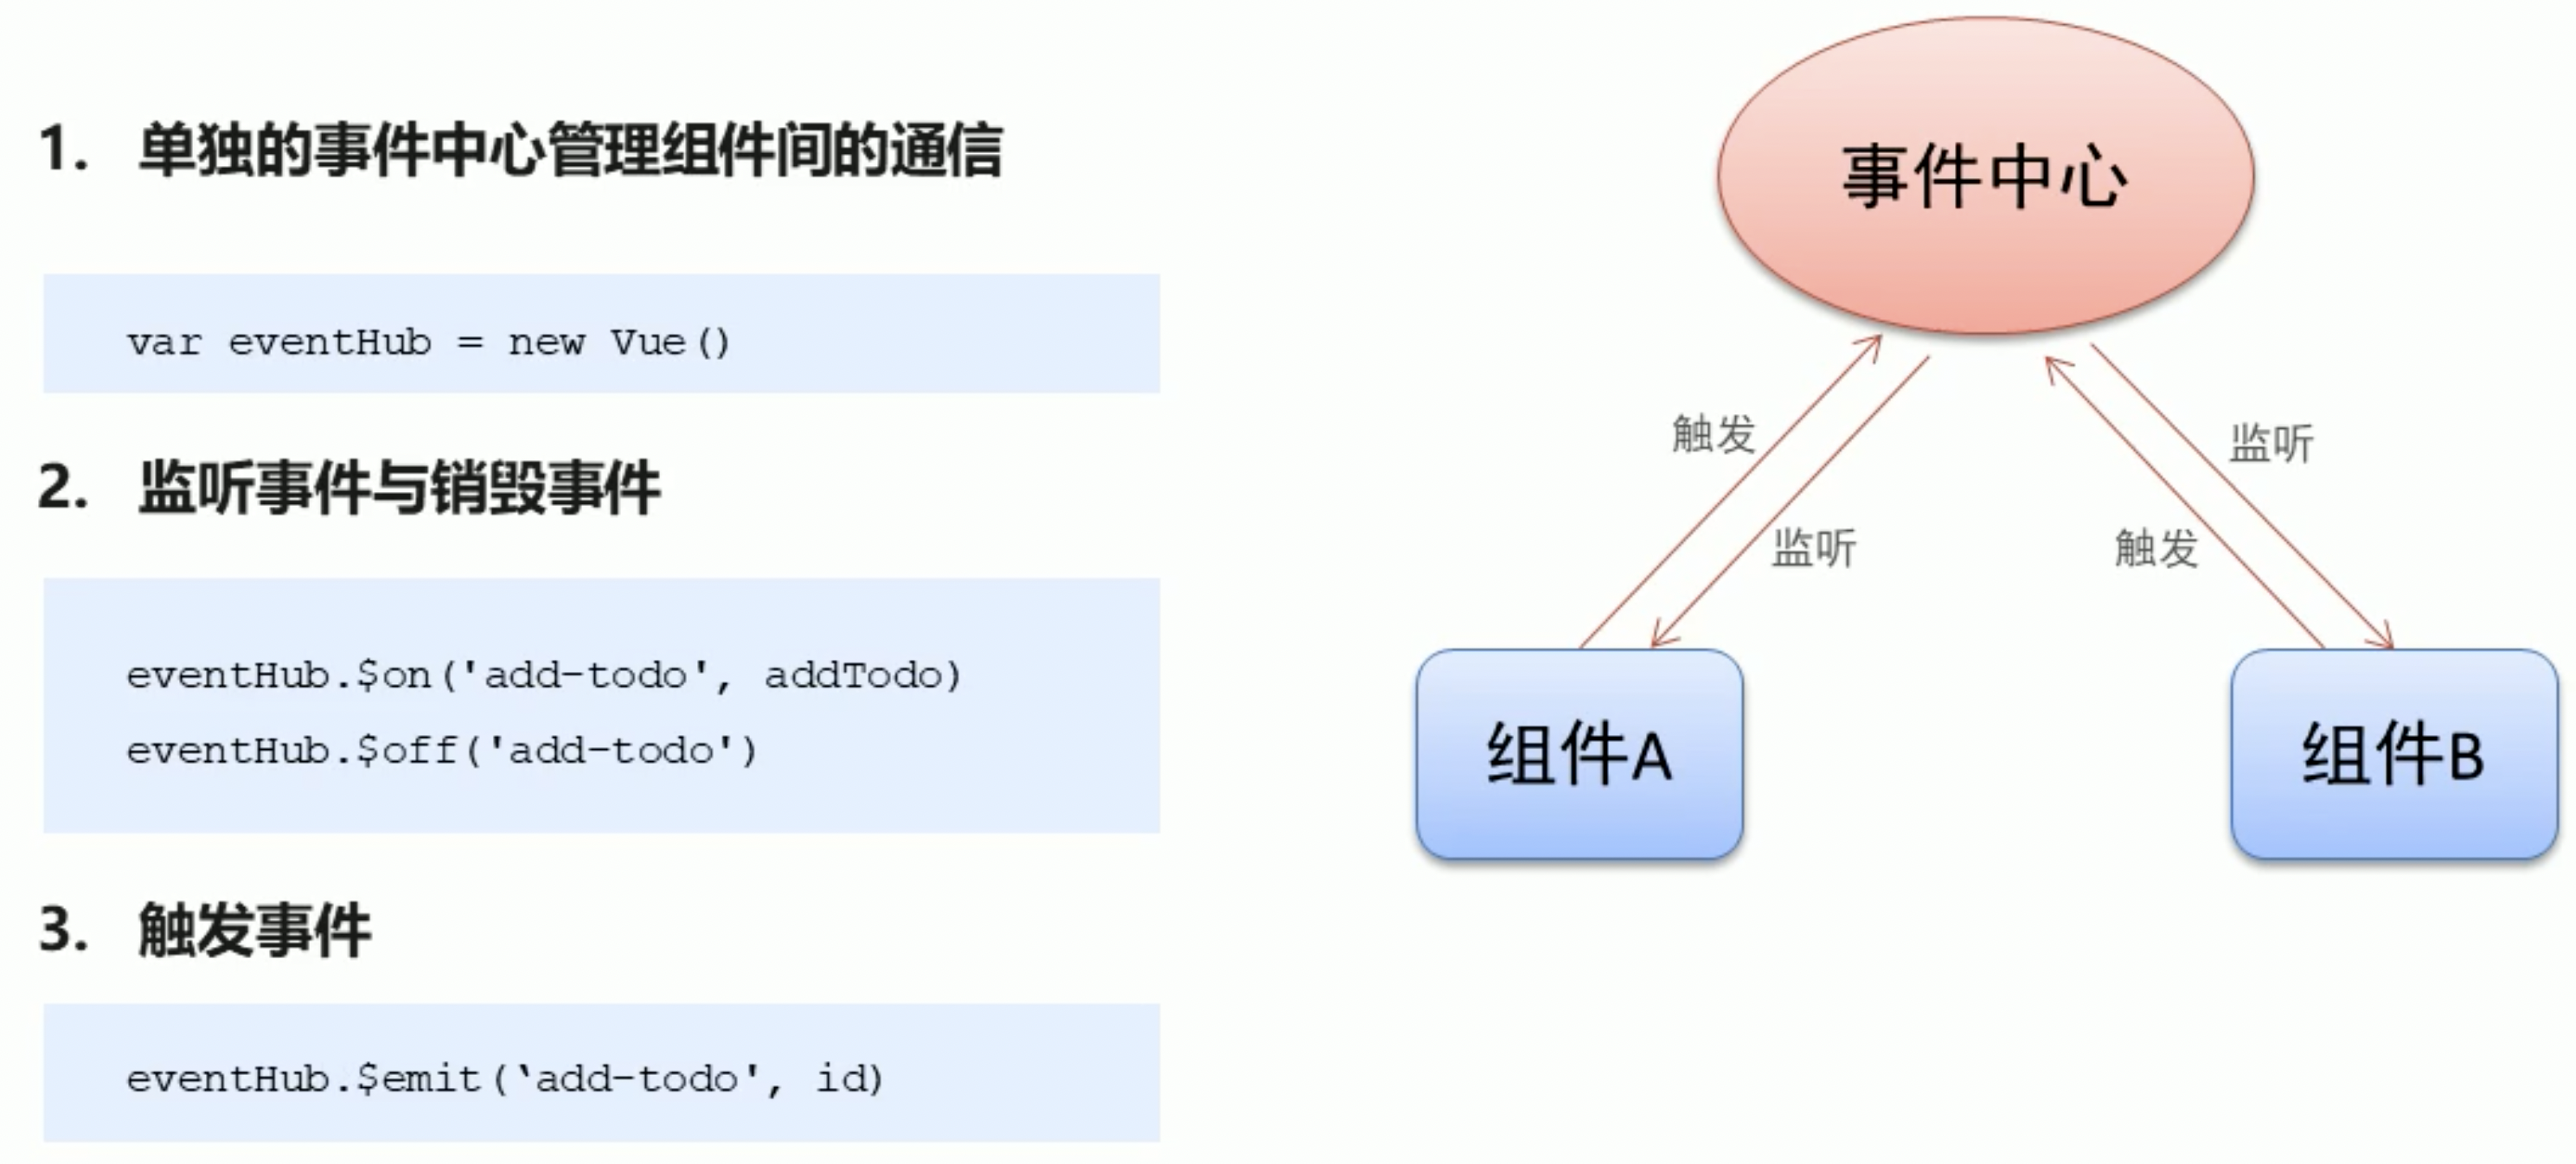 1. 单独的事件中心管理组件间的通信
var eventHub = new Vue()
2. 监听事件与销毁事件
eventHub.$on('add-todo', addTodo)
eventHub.$off('add-todo')
3. 触发事件
eventHub.$emit(‘add-todo', id)
事件中心
触发
监听
监听
触发
组件A
组件B